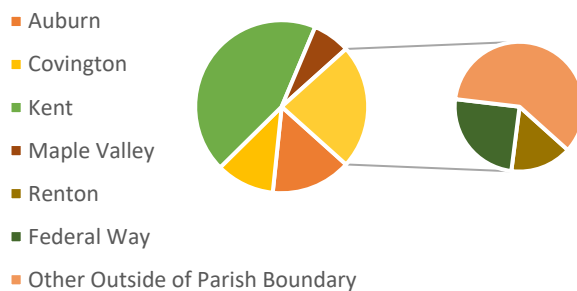 Auburn
Covington
Kent
Maple Valley
Renton
Federal Way
Other Outside of Parish Boundary